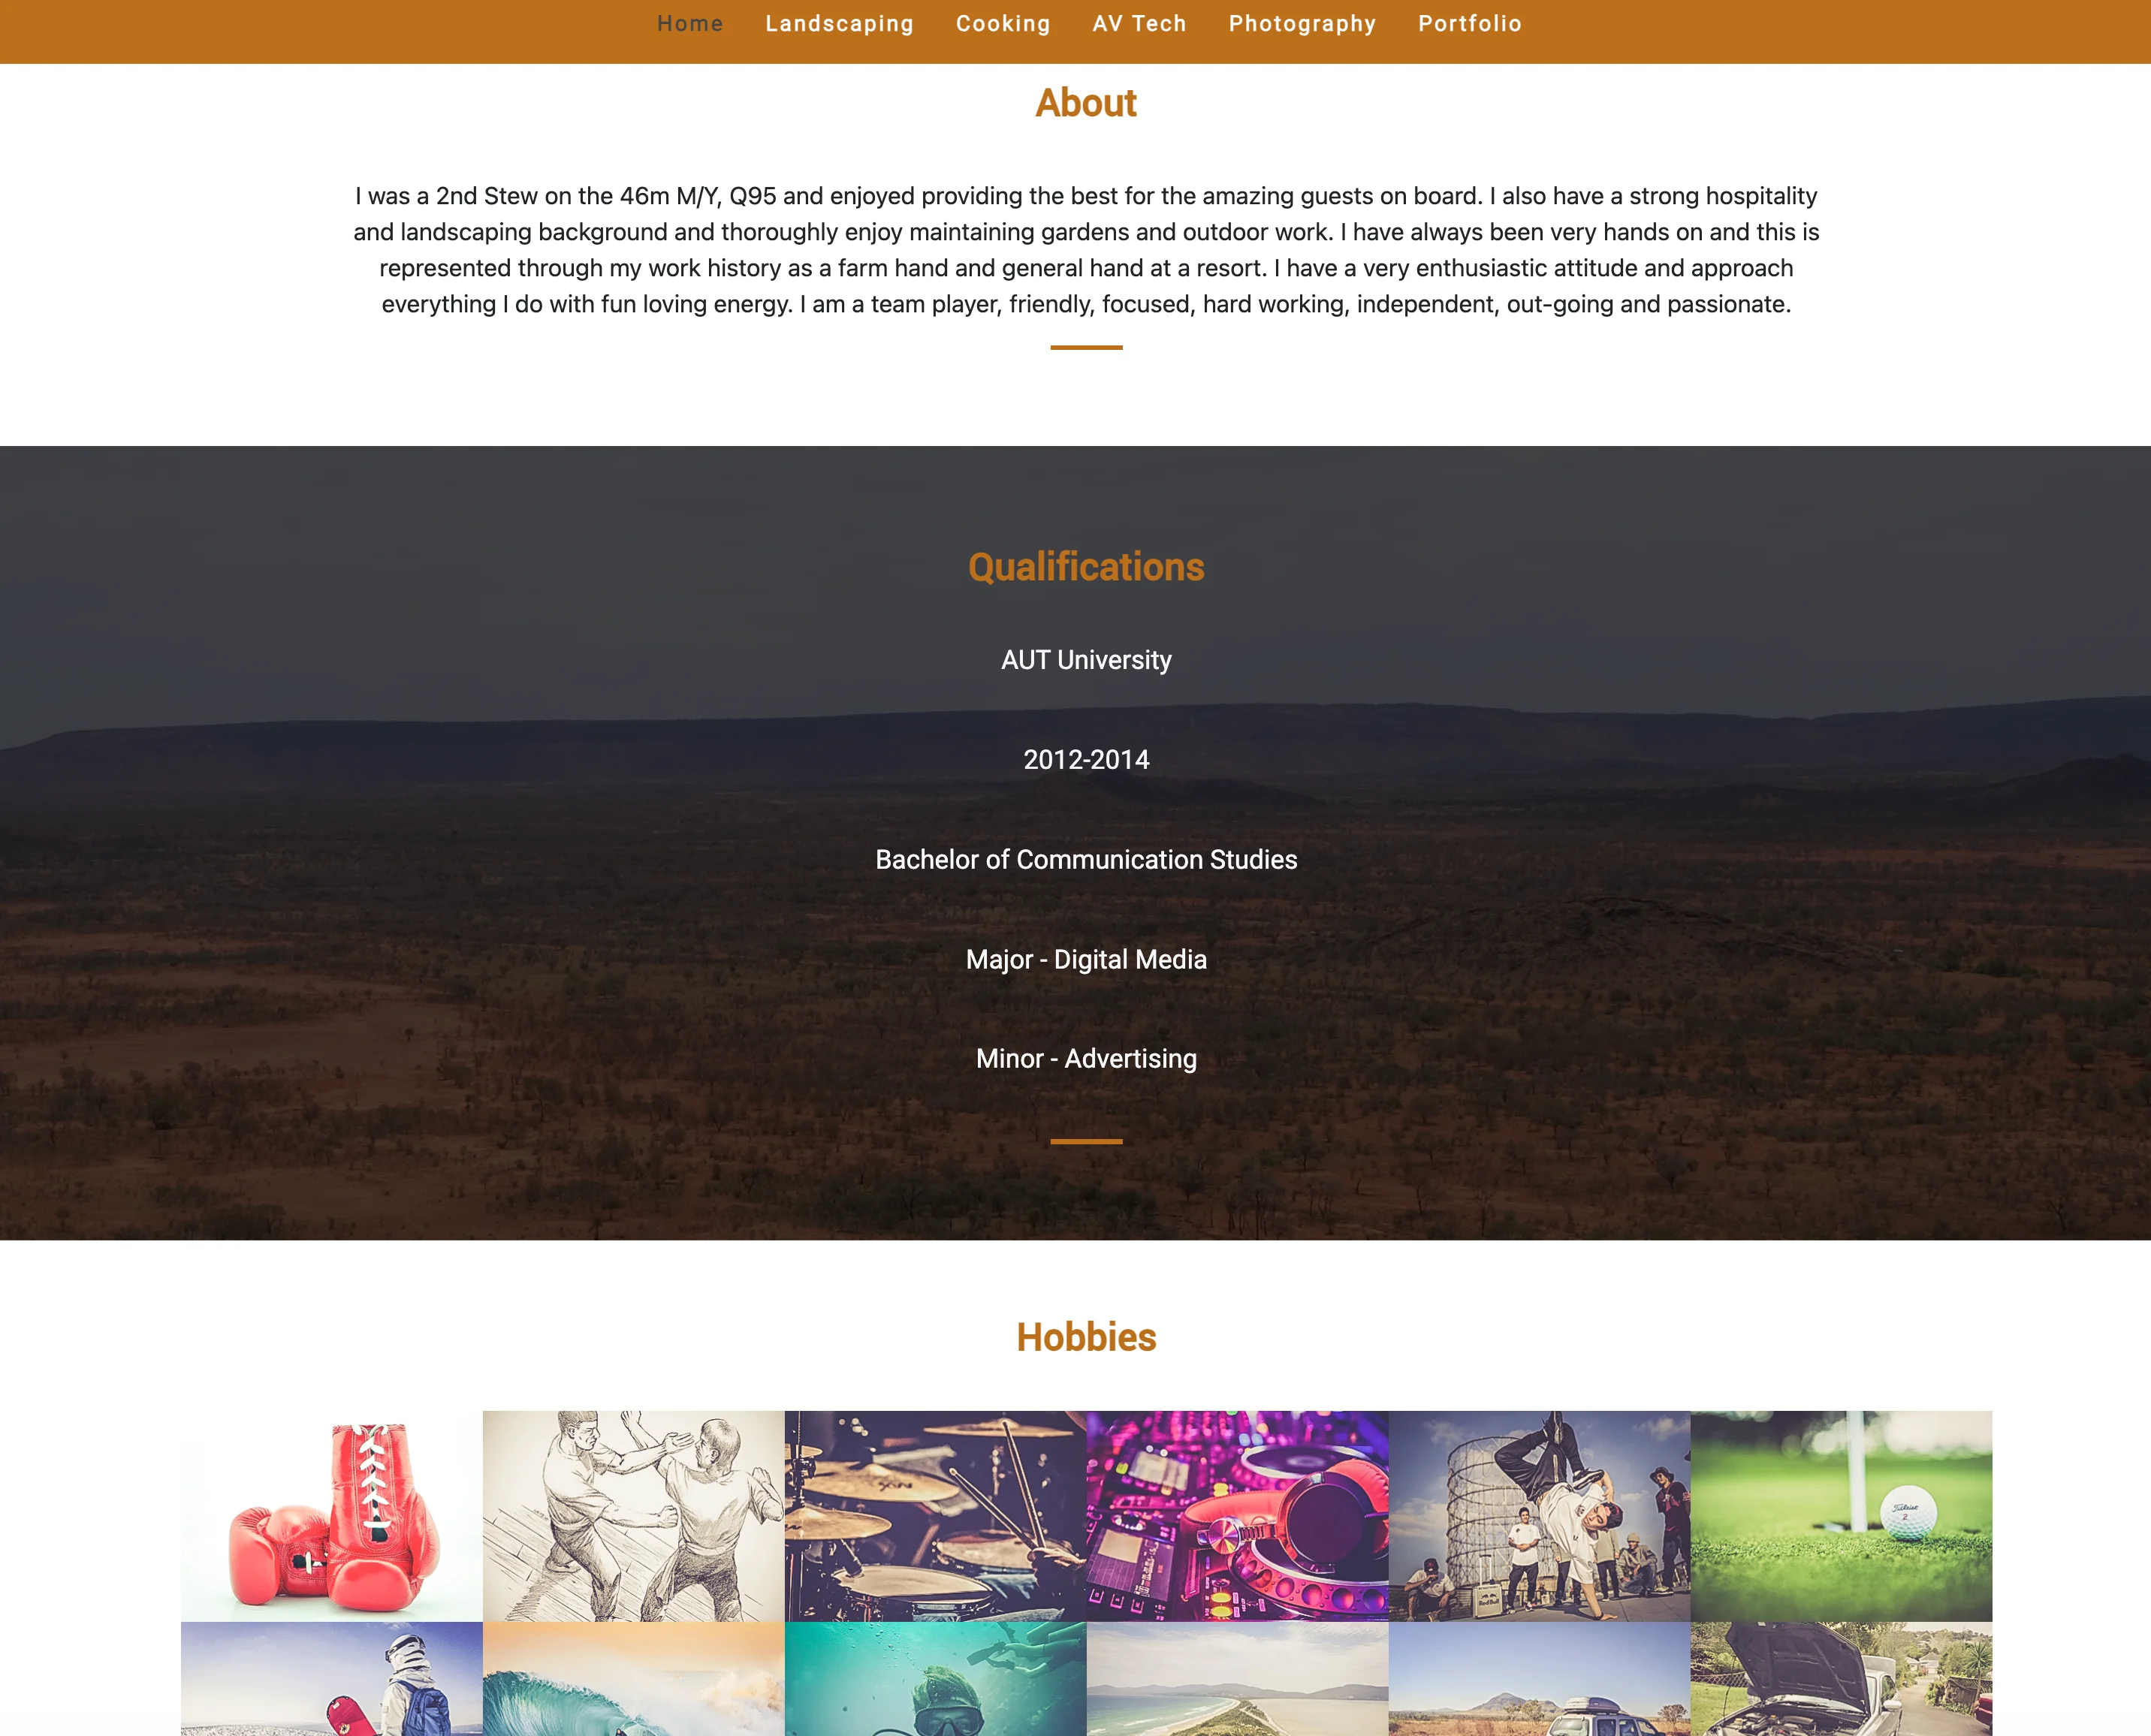 Home Landscaping Cooking AV Tech Photography Portfolio
About
I was a 2nd Stew on the 46m M/Y, Q95 and enjoyed providing the best for the amazing guests on board. I also have a strong hospitality
and landscaping background and thoroughly enjoy maintaining gardens and outdoor work. I have always been very hands on and this is
represented through my work history as a farm hand and general hand at a resort. I have a very enthusiastic attitude and approach
everything I do with fun loving energy. I am a team player, friendly, focused, hard working, independent, out-going and passionate.
Qualifications
AUT University
2012-2014
Bachelor of Communication Studies
Major - Digital Media
Minor - Advertising
Hobbies
Red Bull
Titleist
2